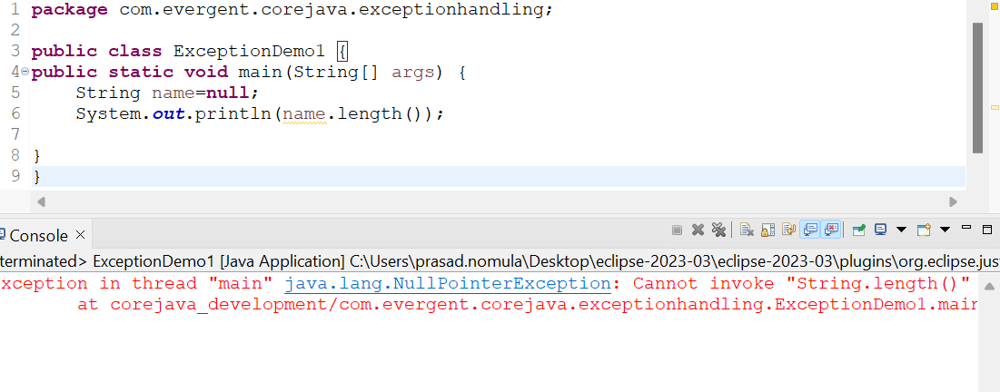 1 package com.evergent.corejava.exceptionhandling;
2
3 public class ExceptionDemo1 {
4 public static void main(String[] args) {
5 String name=null;
6 System.out.println(name.length());
7
8 }
9 }
Console
terminated> ExceptionDemo1 [Java Application] C:\Users\prasad.nomula\Desktop\eclipse-2023-03\eclipse-2023-03\plugins\org.eclipse.jus
xception in thread "main" java.lang.NullPointerException: Cannot invoke "String.length()"
at corejava_development/com.evergent.corejava.exceptionhandling.ExceptionDemo1.main